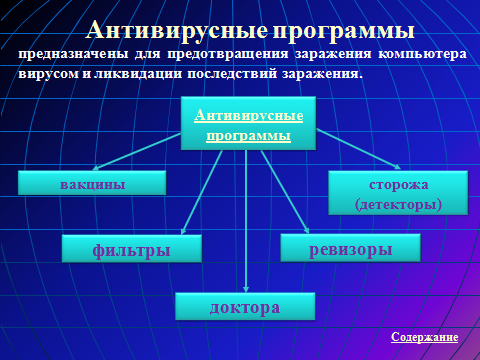 Антивирусные программы
предназначены для предотвращения заражения компьютера
вирусом и ликвидации последствий заражения.
Антивирусные
программы
вакцины
сторожа
(детекторы)
фильтры
ревизоры
доктора
Содержание